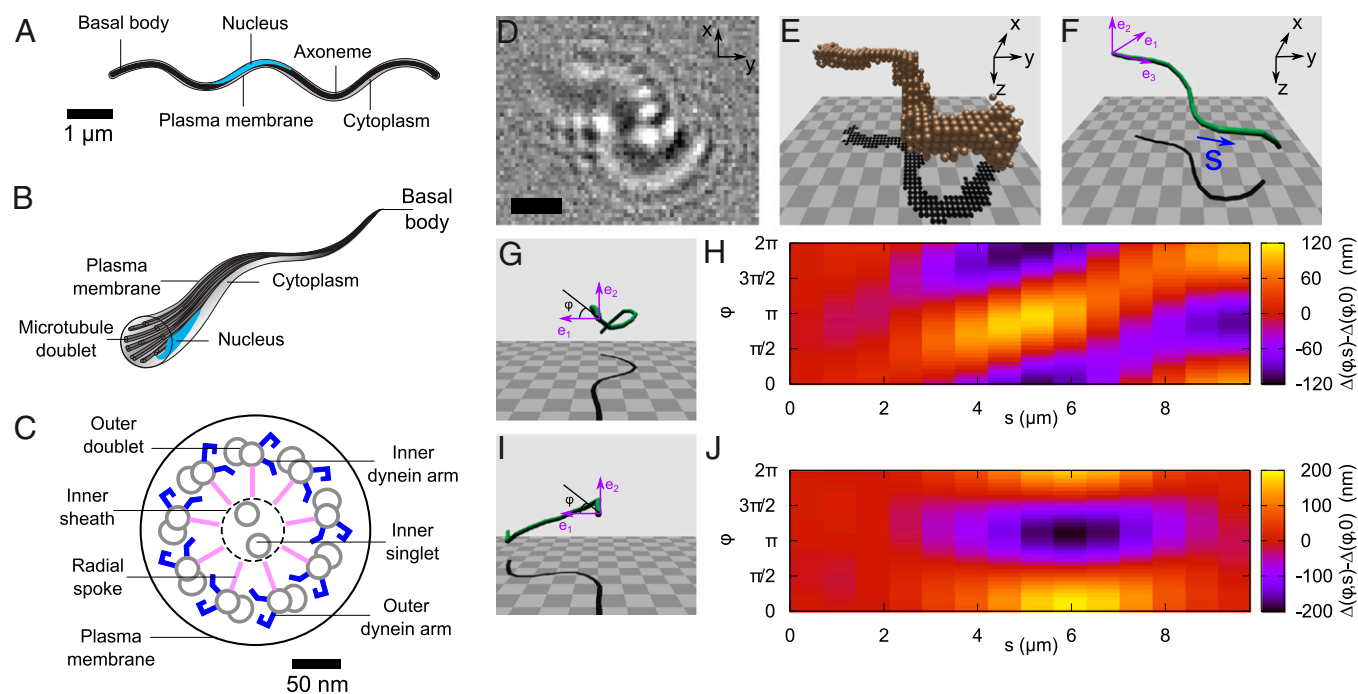 A
Basal body
Nucleus
Axoneme
Plasma membrane
Cytoplasm
1 µm
B
Basal
body
Plasma
membrane
Cytoplasm
Microtubule
doublet
Nucleus
C
Outer
doublet
Inner
dynein arm
Inner
sheath
Inner
singlet
Radial
spoke
Outer
dynein arm
Plasma
membrane
50 nm
D
x
y
E
x
y
z
F
e2
e1
e3
x
y
z
S
G
φ
e2
e1
H
2π
3π/2
φ
π
π/2
0
0 2 4 6 8
s (µm)
120
60
0
-60
-120
Δ(φ,s)-Δ(φ,0) (nm)
I
φ
e2
e1
J
2π
3π/2
φ
π
π/2
0
0 2 4 6 8
s (µm)
200
100
0
-100
-200
Δ(φ,s)-Δ(φ,0) (nm)